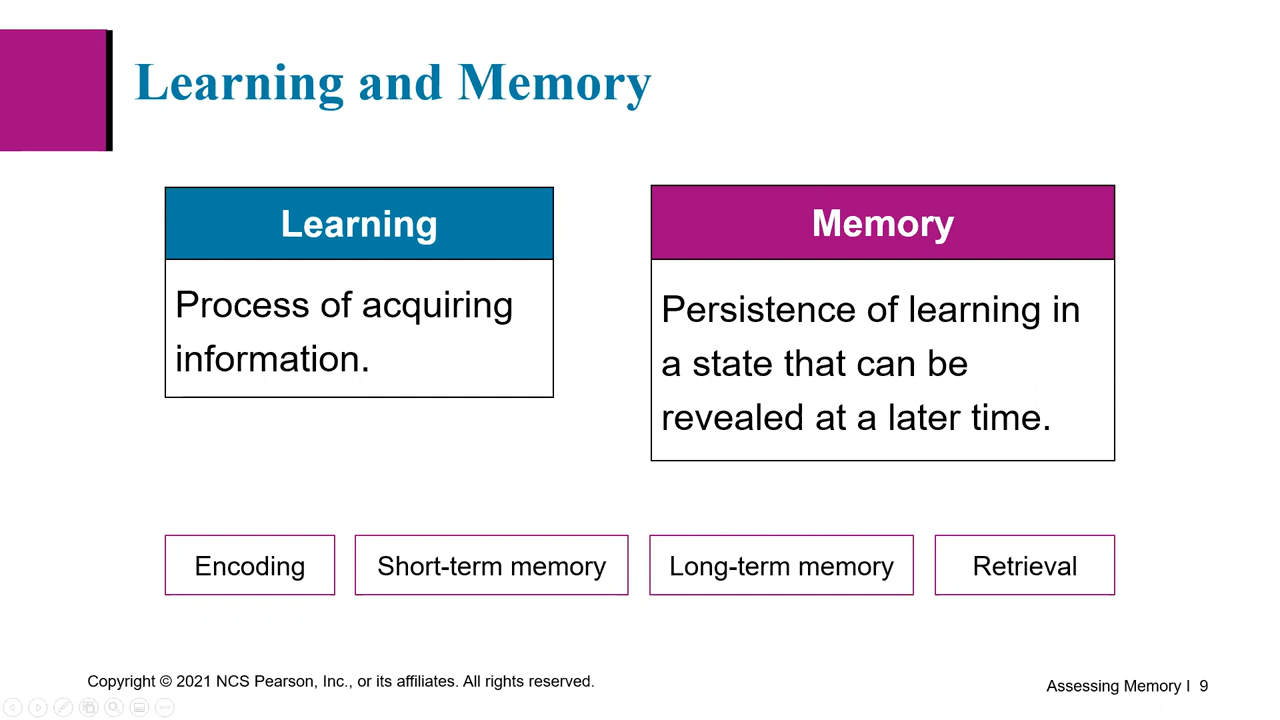 Learning and Memory
Learning
Process of acquiring
information.
Memory
Persistence of learning in
a state that can be
revealed at a later time.
Encoding
Short-term memory
Long-term memory
Retrieval
Copyright © 2021 NCS Pearson, Inc., or its affiliates. All rights reserved.
Assessing Memory I 9